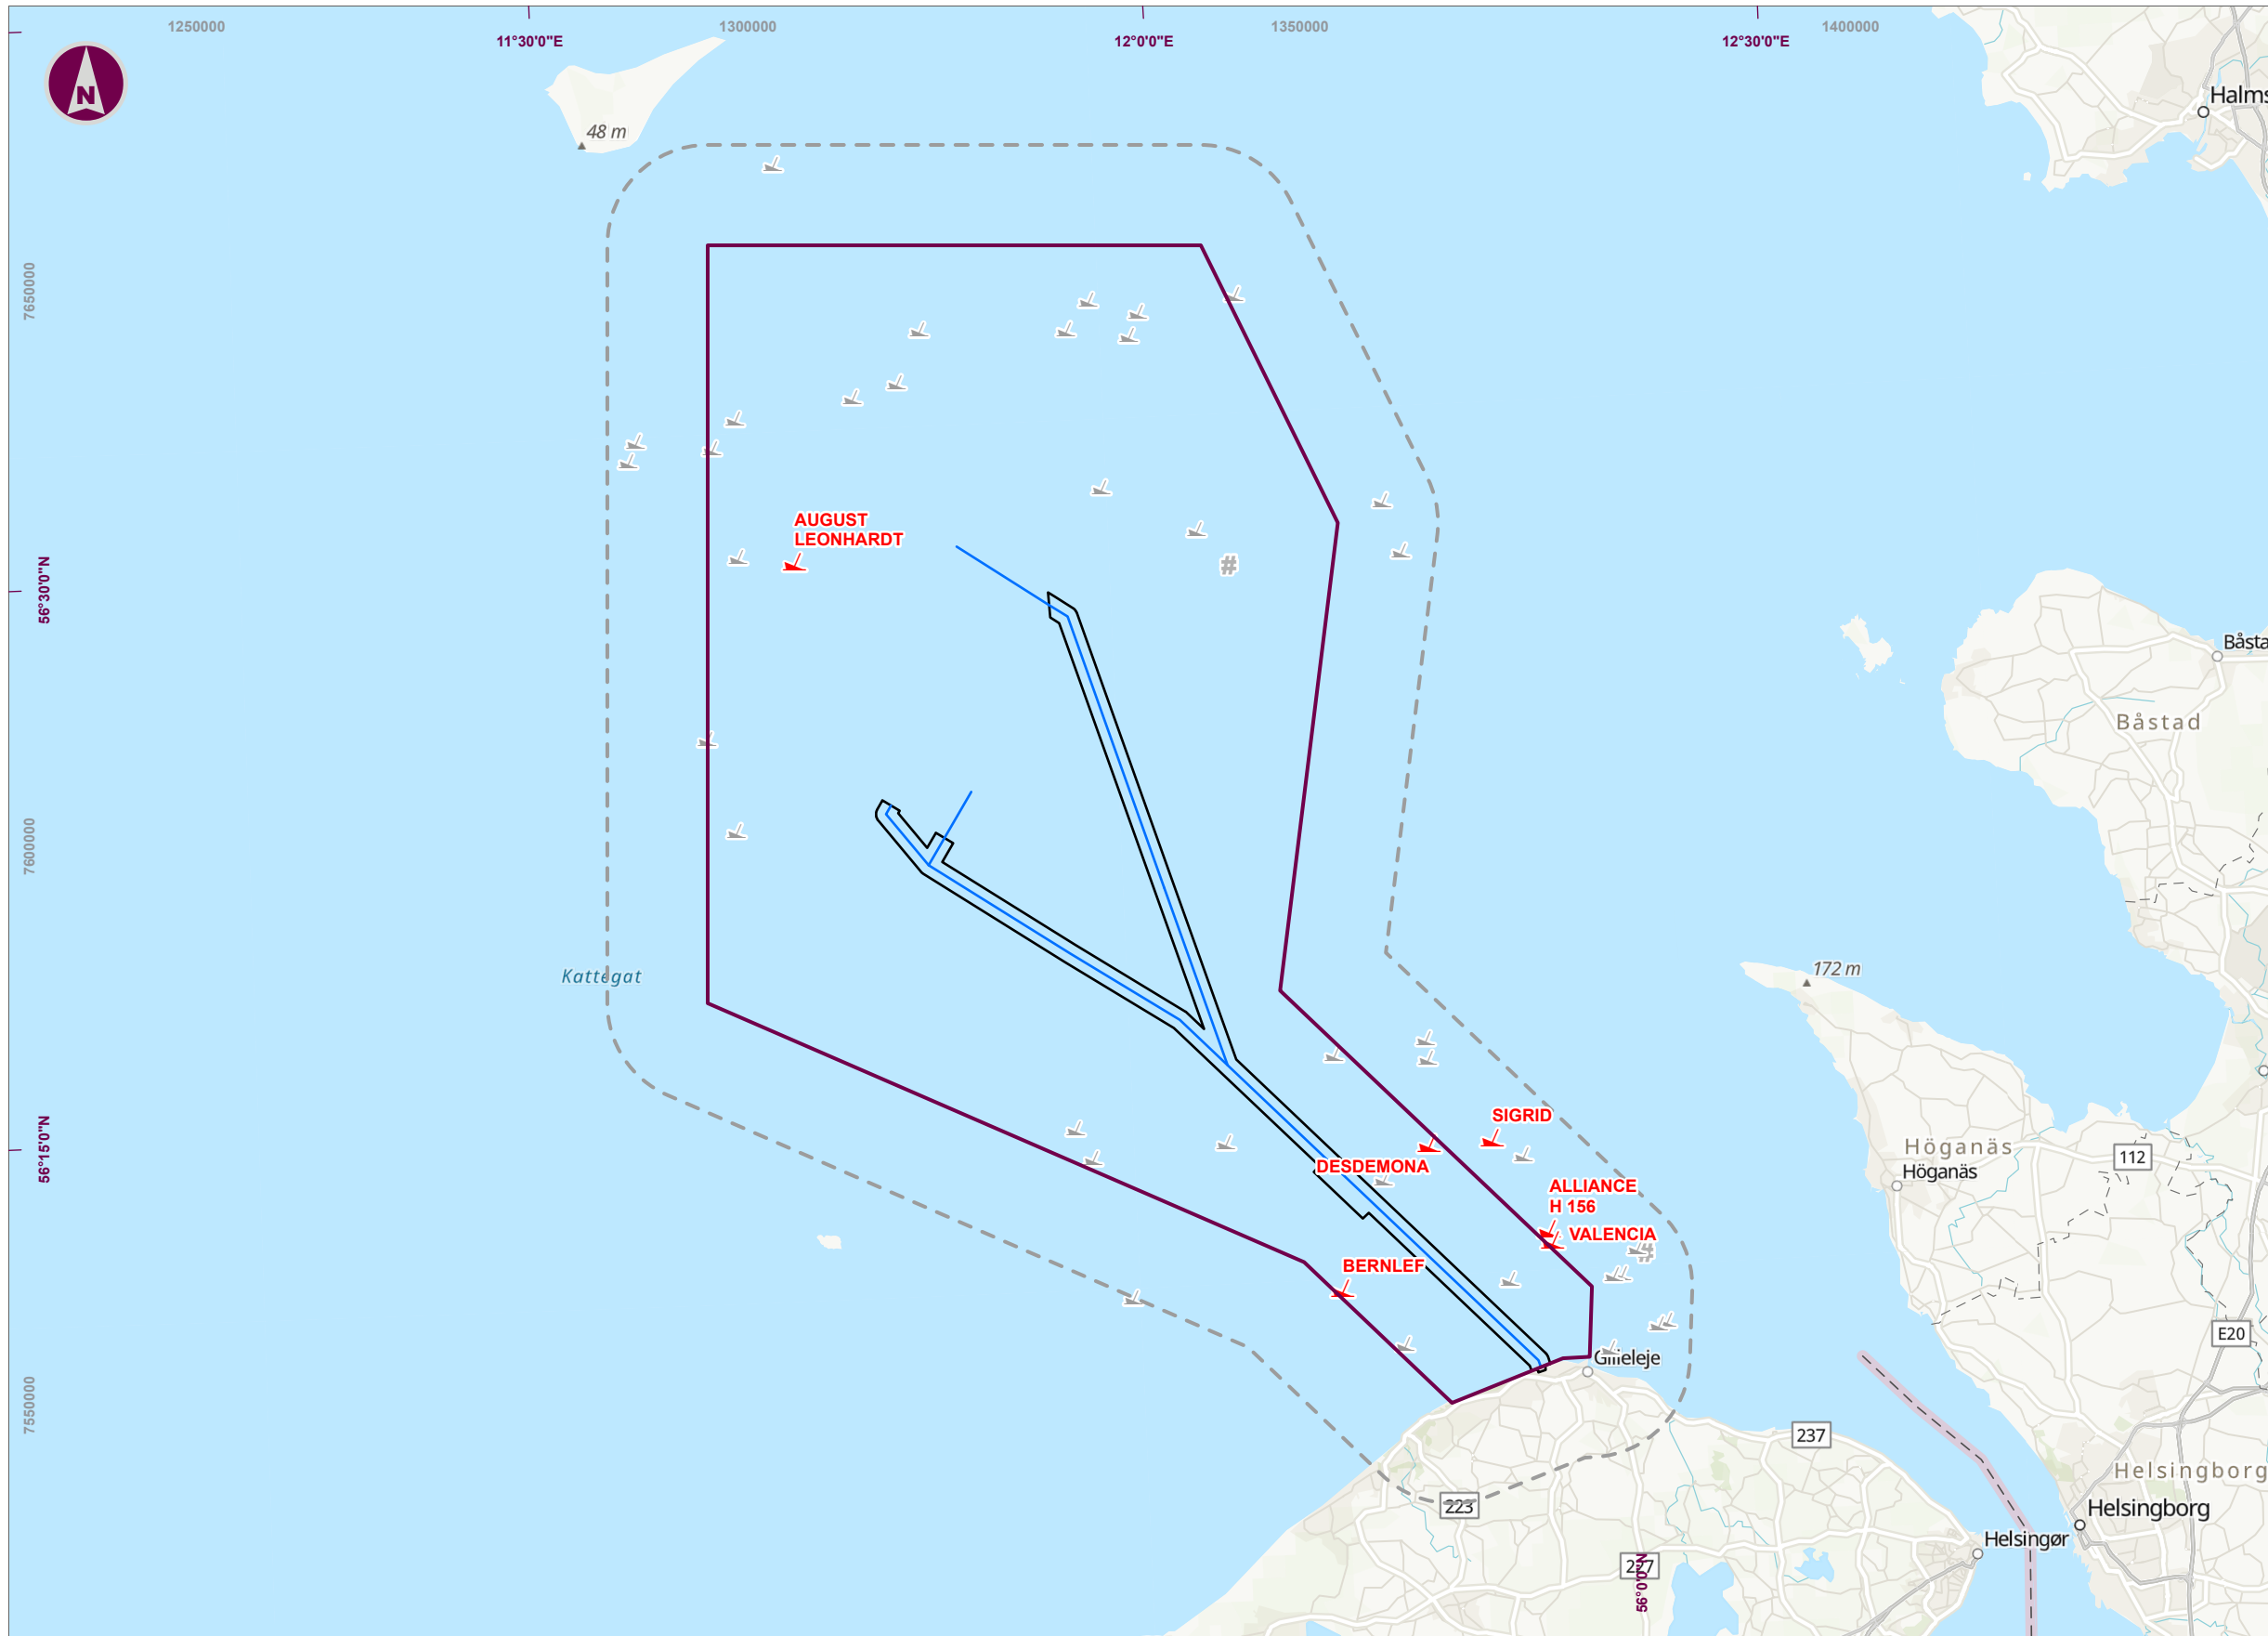 1250000
1300000
1350000
1400000
11°30'0"E
12°0'0"E
12°30'0"E
N
48 m
Halms
7650000
AUGUST
LEONHARDT
#
56°30'0"N
Båsta
Båstad
7600000
Kattegat
172 m
SIGRID
56°15'0"N
DESDEMONA
Höganäs
112
Höganäs
ALLIANCE
H 156
VALENCIA
#
BERNLEF
E20
Gilleleje
7550000
237
Helsingborg
223
Helsingborg
Helsingør
227
56°0'0"N